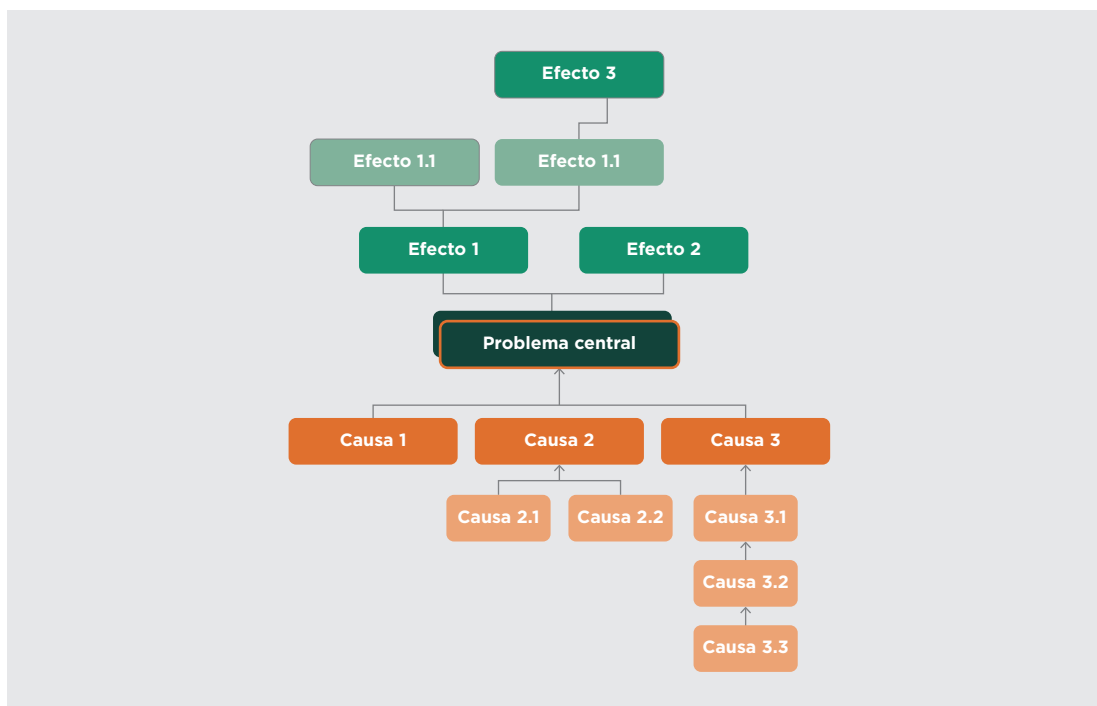 Efecto 3
Efecto 1.1
Efecto 1.1
Efecto 1
Efecto 2
Problema central
Causa 1
Causa 2
Causa 3
Causa 2.1
Causa 2.2
Causa 3.1
Causa 3.2
Causa 3.3